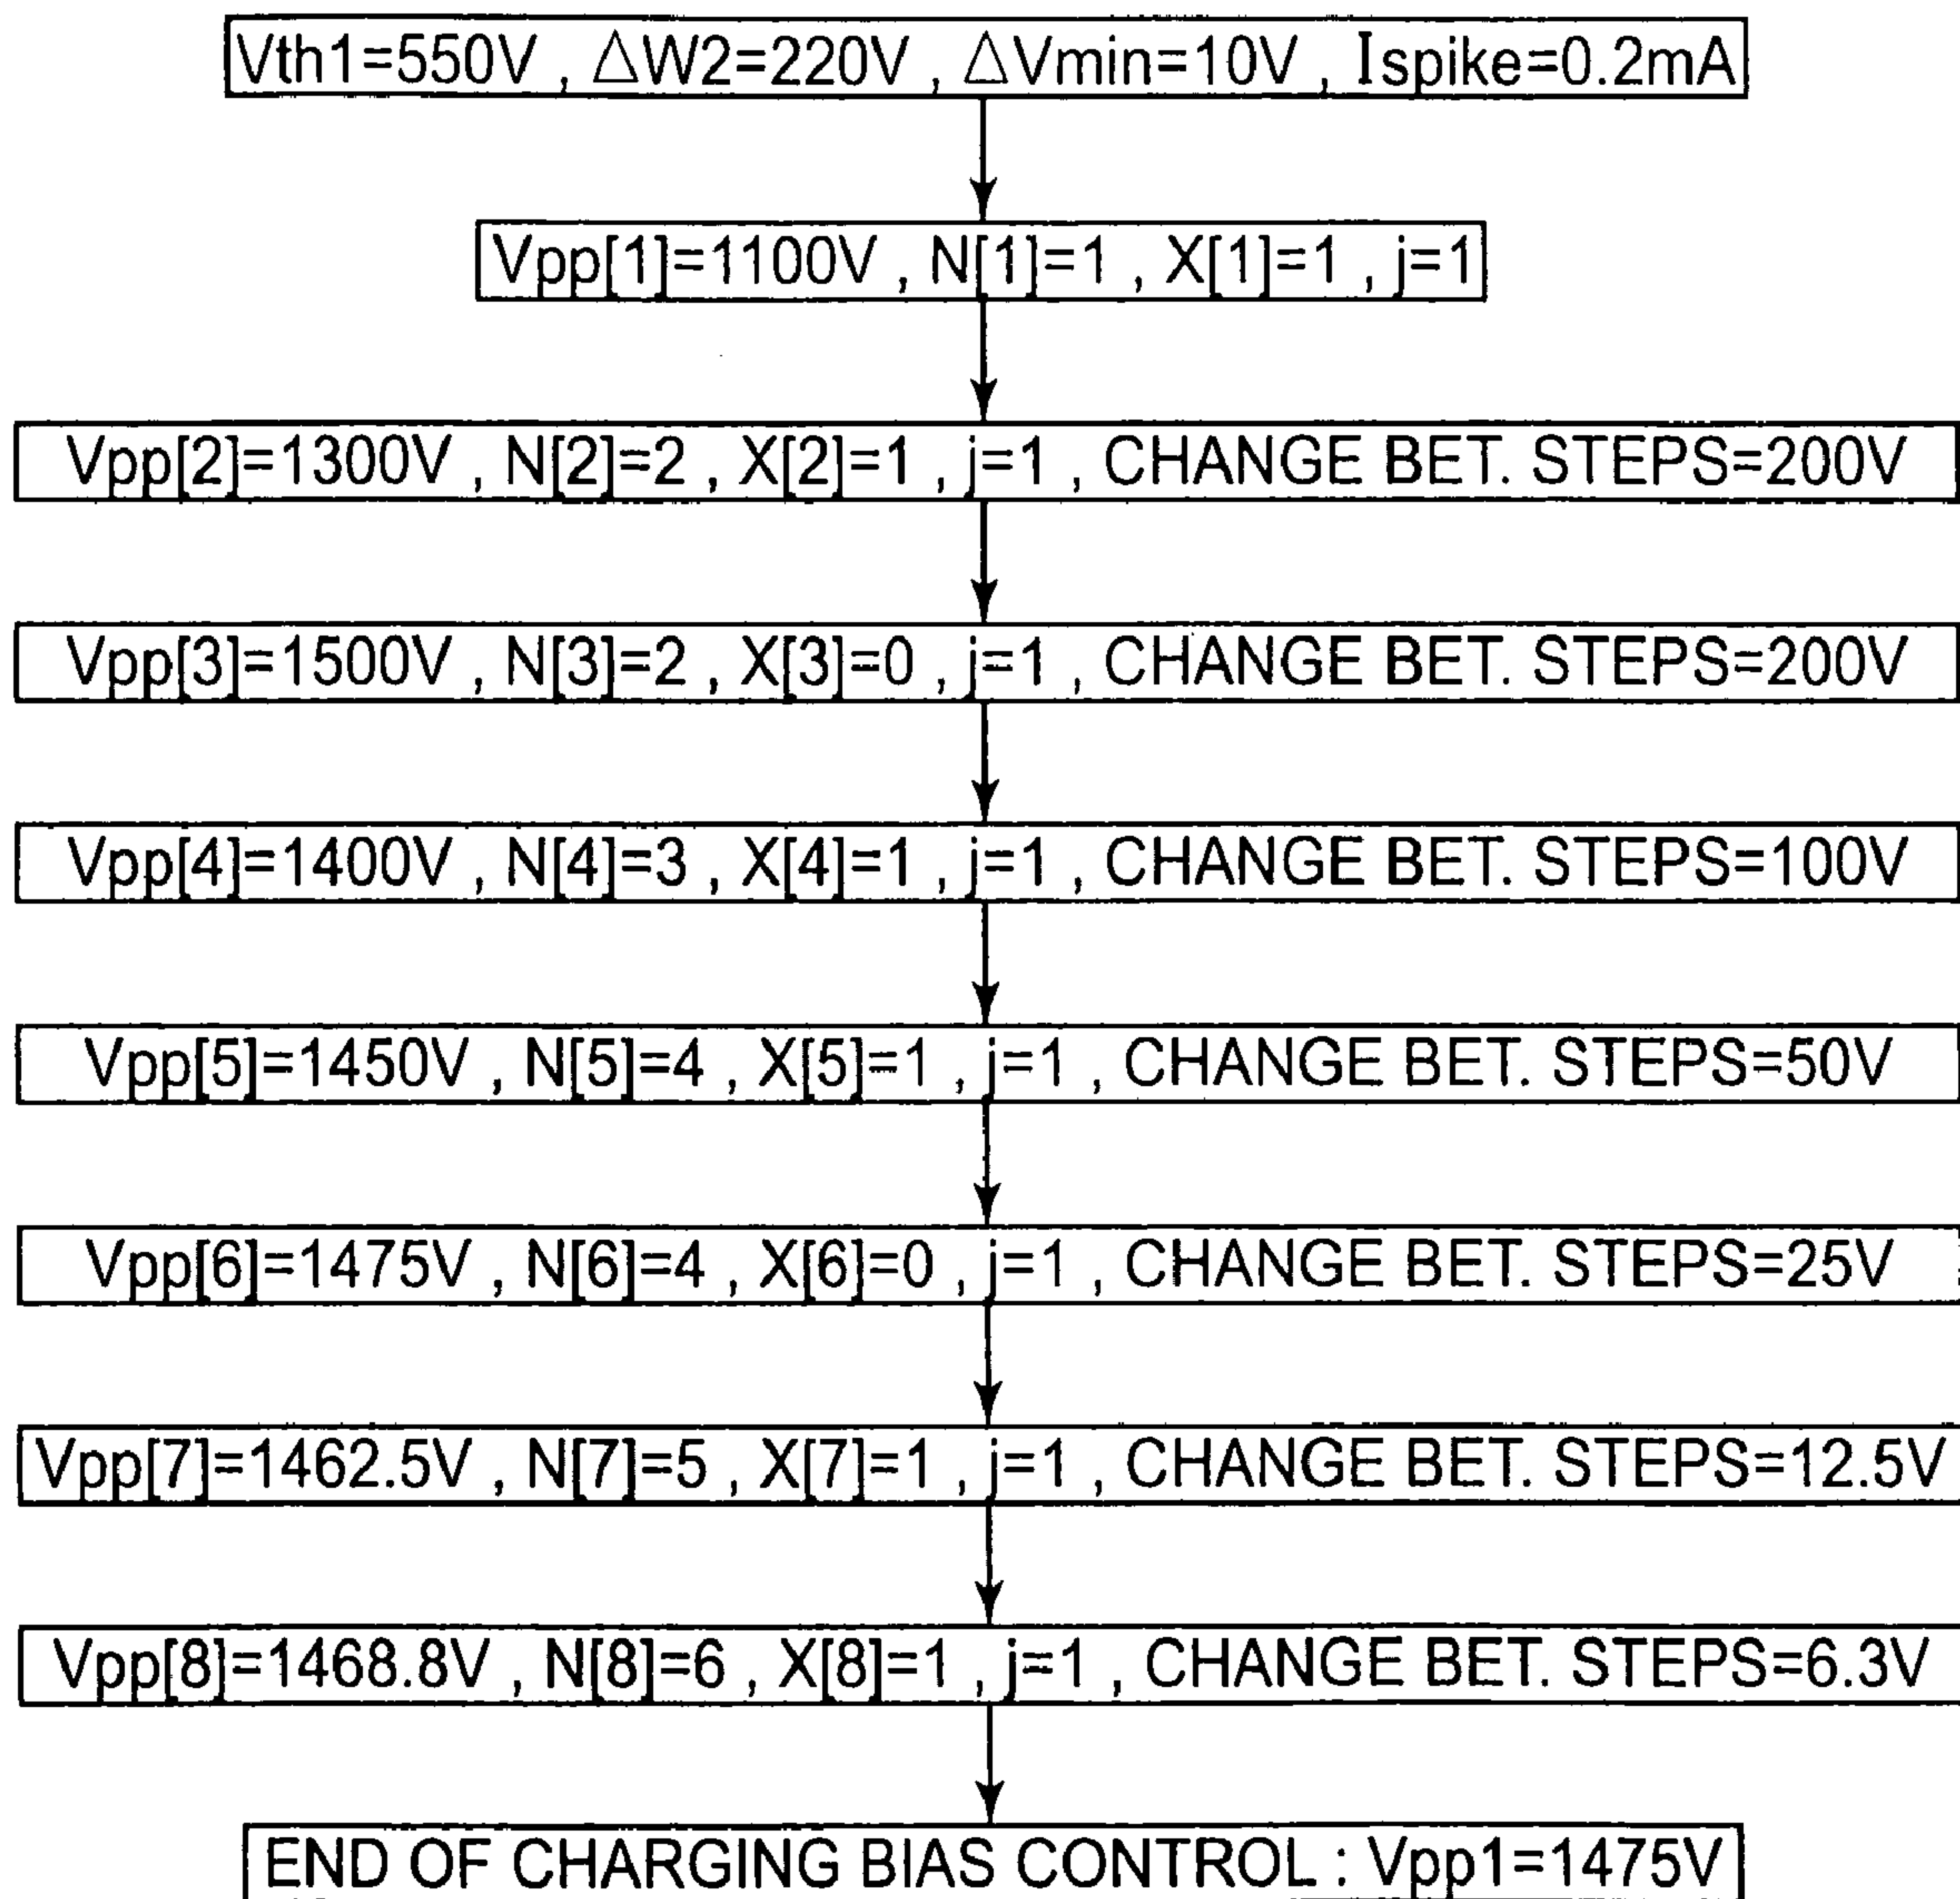 Vth1=550V , △W2=220V , △Vmin=10V , Ispike=0.2mA
Vpp[1]=1100V , N[1]=1 , X[1]=1 , j=1
Vpp[2]=1300V , N[2]=2 , X[2]=1 , j=1 , CHANGE BET. STEPS=200V
Vpp[3]=1500V , N[3]=2 , X[3]=0 , j=1 , CHANGE BET. STEPS=200V
Vpp[4]=1400V , N[4]=3 , X[4]=1 , j=1 , CHANGE BET. STEPS=100V
Vpp[5]=1450V , N[5]=4 , X[5]=1 , j=1 , CHANGE BET. STEPS=50V
Vpp[6]=1475V , N[6]=4 , X[6]=0 , j=1 , CHANGE BET. STEPS=25V
Vpp[7]=1462.5V , N[7]=5 , X[7]=1 , j=1 , CHANGE BET. STEPS=12.5V
Vpp[8]=1468.8V , N[8]=6 , X[8]=1 , j=1 , CHANGE BET. STEPS=6.3V
END OF CHARGING BIAS CONTROL : Vpp1=1475V